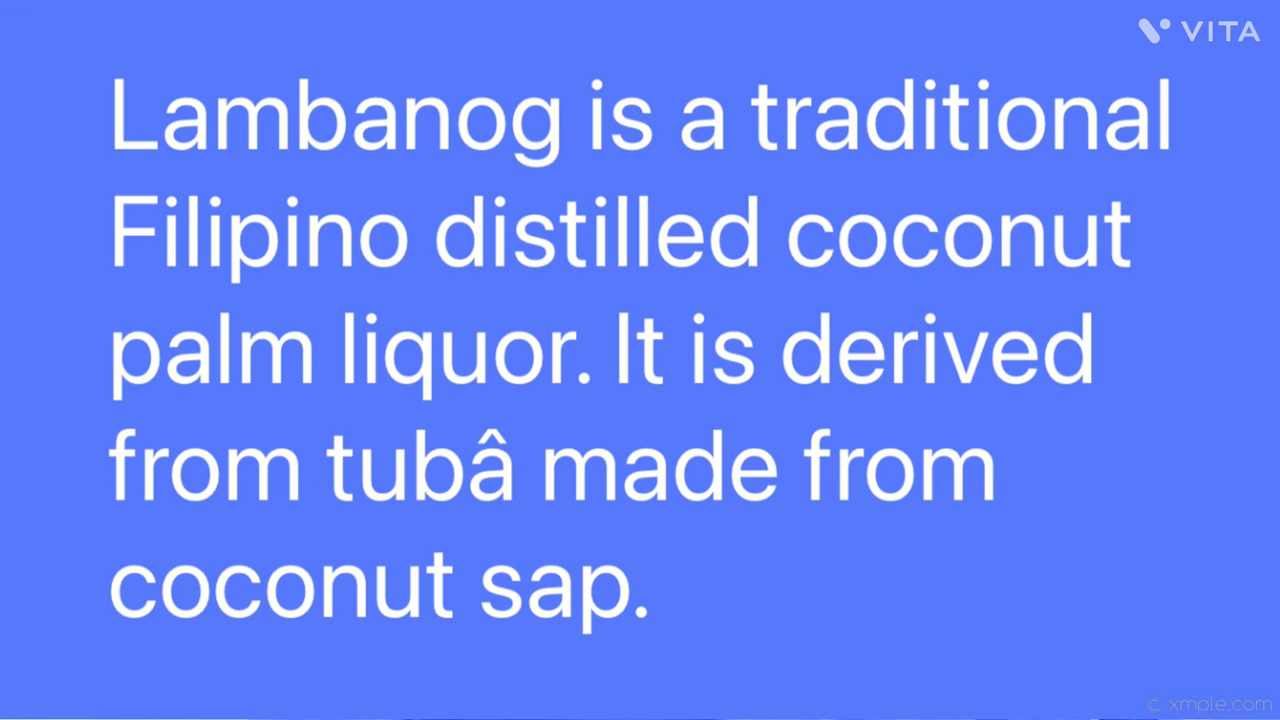 VITA
Lambanog is a traditional
Filipino distilled coconut
palm liquor. It is derived
from tubâ made from
coconut sap.
© xmple.com